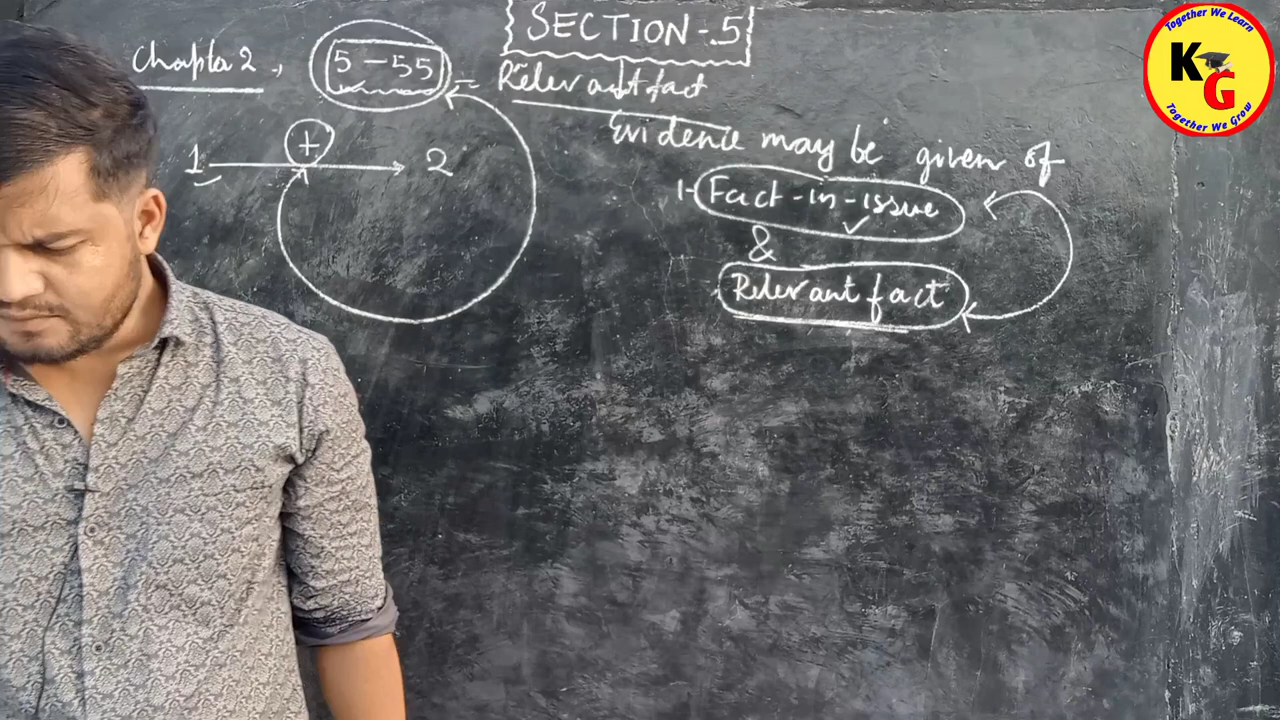 SECTION-5
Chapter 2, 5-55 = Relevant fact
Evidence may be given of
1 + 2
1- Fact-in-issue
&
Relevant fact
Together We Learn
KG
Together We Grow